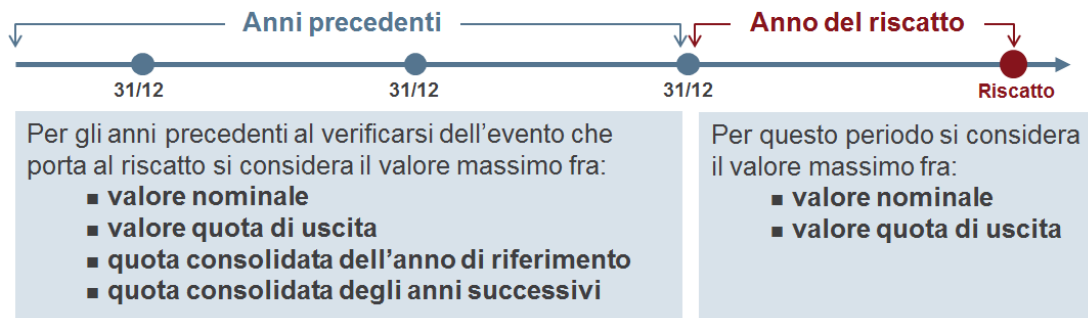 Anni precedenti
Anno del riscatto
31/12
31/12
31/12
Riscatto
Per gli anni precedenti al verificarsi dell'evento che
porta al riscatto si considera il valore massimo fra:
▪ valore nominale
▪ valore quota di uscita
▪ quota consolidata dell'anno di riferimento
▪ quota consolidata degli anni successivi
Per questo periodo si considera
il valore massimo fra:
▪ valore nominale
▪ valore quota di uscita